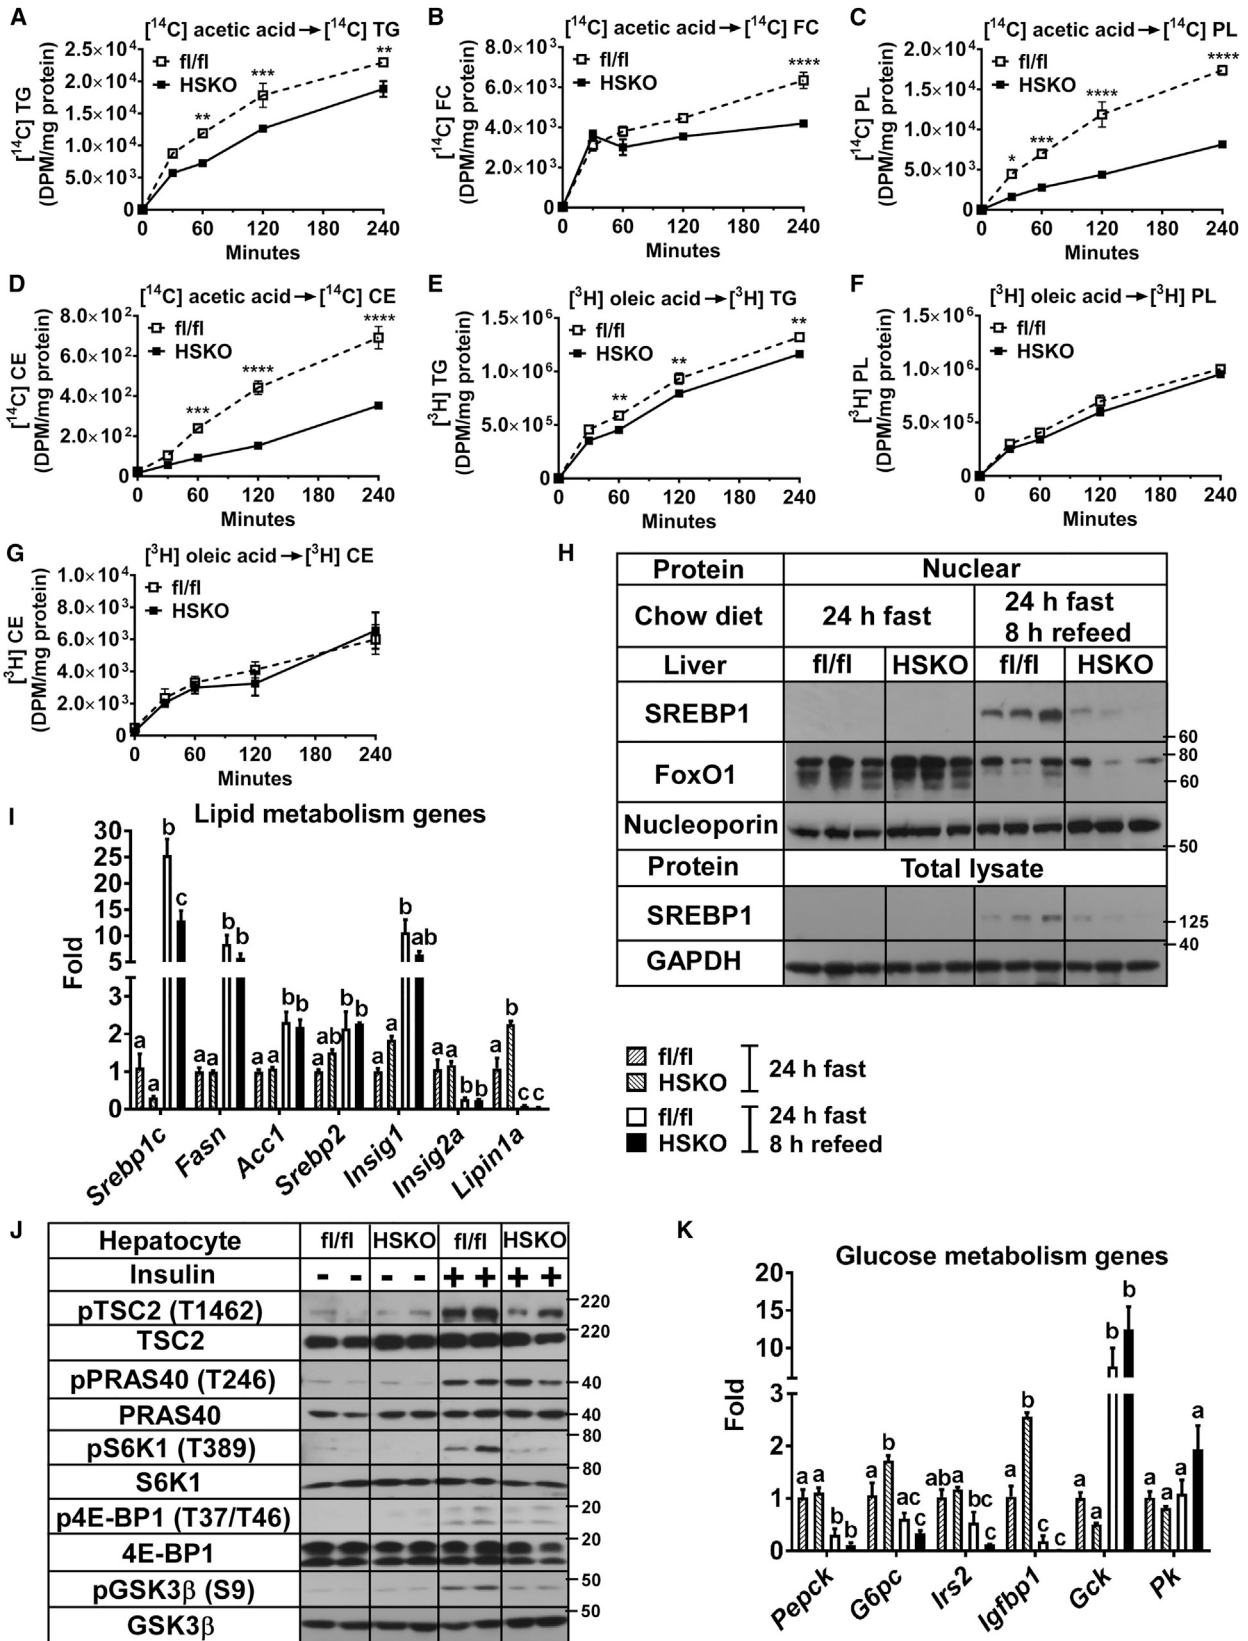 A
[¹⁴C] acetic acid→[¹⁴C] TG
[¹⁴C] TG
(DPM/mg protein)
2.5×10⁴
2.0×10⁴
1.5×10⁴
1.0×10⁴
5.0×10³
0
fl/fl
HSKO
**
***
**
0 60 120 180 240
Minutes
B
[¹⁴C] acetic acid→[¹⁴C] FC
[¹⁴C] FC
(DPM/mg protein)
8.0×10³
6.0×10³
4.0×10³
2.0×10³
0
fl/fl
HSKO
****
0 60 120 180 240
Minutes
C
[¹⁴C] acetic acid→[¹⁴C] PL
[¹⁴C] PL
(DPM/mg protein)
2.0×10⁴
1.5×10⁴
1.0×10⁴
5.0×10³
0
fl/fl
HSKO
*
***
****
****
0 60 120 180 240
Minutes
D
[¹⁴C] acetic acid→[¹⁴C] CE
[¹⁴C] CE
(DPM/mg protein)
8.0×10²
6.0×10²
4.0×10²
2.0×10²
0
fl/fl
HSKO
***
****
****
0 60 120 180 240
Minutes
E
[³H] oleic acid→[³H] TG
[³H] TG
(DPM/mg protein)
1.5×10⁶
1.0×10⁶
5.0×10⁵
0
fl/fl
HSKO
**
**
**
0 60 120 180 240
Minutes
F
[³H] oleic acid→[³H] PL
[³H] PL
(DPM/mg protein)
1.5×10⁶
1.0×10⁶
5.0×10⁵
0
fl/fl
HSKO
0 60 120 180 240
Minutes
G
[³H] oleic acid→[³H] CE
[³H] CE
(DPM/mg protein)
1.0×10⁴
8.0×10³
6.0×10³
4.0×10³
2.0×10³
0
fl/fl
HSKO
0 60 120 180 240
Minutes
H
Protein Nuclear
Chow diet 24 h fast 24 h fast
8 h refeed
Liver fl/fl HSKO fl/fl HSKO
SREBP1
60
80
FoxO1
60
Nucleoporin
50
Protein Total lysate
SREBP1
125
40
GAPDH
I
Lipid metabolism genes
Fold
30
25
20
15
10
5
3
2
1
0
a a b c
a a b b
a a b b
a ab b b
a a b ab
a a b b
a b c c
Srebp1c Fasn Acc1 Srebp2 Insig1 Insig2a Lipin1a
fl/fl
HSKO
24 h fast
fl/fl
HSKO
24 h fast
8 h refeed
J
Hepatocyte fl/fl HSKO fl/fl HSKO
Insulin - - - - + + + +
pTSC2 (T1462) 220
TSC2 220
pPRAS40 (T246) 40
PRAS40 40
pS6K1 (T389) 80
S6K1 80
p4E-BP1 (T37/T46) 20
4E-BP1 20
pGSK3β (S9) 50
GSK3β 50
K
Glucose metabolism genes
Fold
20
15
10
3
2
1
0
a a b b
a b ac c
ab a bc c
a b c c
a a b b
a a a a
Pepck G6pc Irs2 Igfbp1 Gck Pk